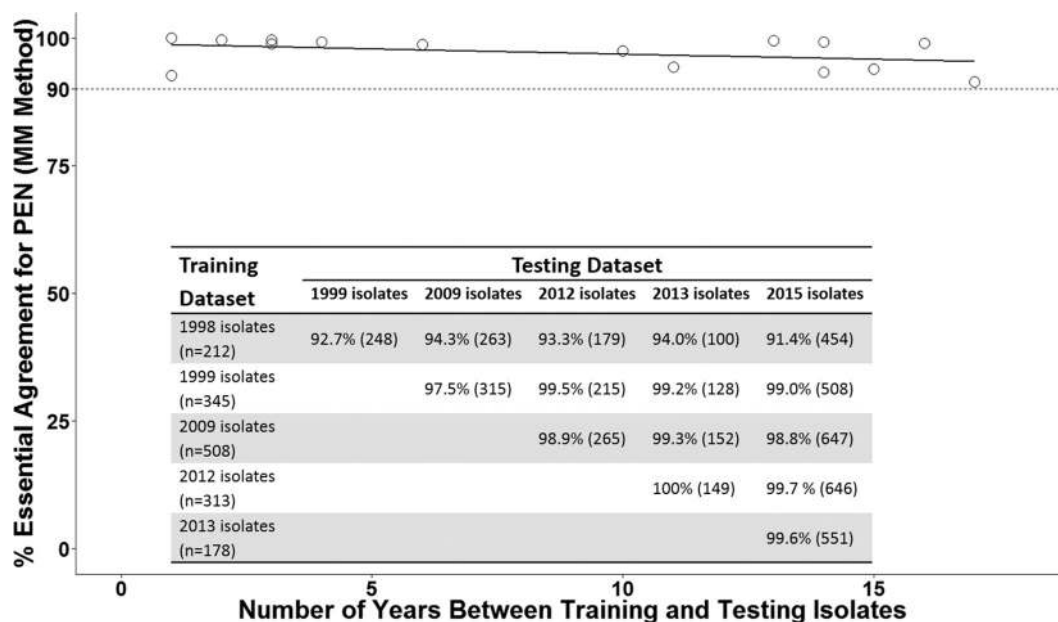 % Essential Agreement for PEN (MM Method)
100
90
75
50
25
0
Training Dataset
Testing Dataset
1999 isolates 2009 isolates 2012 isolates 2013 isolates 2015 isolates
1998 isolates
(n=212)
92.7% (248) 94.3% (263) 93.3% (179) 94.0% (100) 91.4% (454)
1999 isolates
(n=345)
97.5% (315) 99.5% (215) 99.2% (128) 99.0% (508)
2009 isolates
(n=508)
98.9% (265) 99.3% (152) 98.8% (647)
2012 isolates
(n=313)
100% (149) 99.7 % (646)
2013 isolates
(n=178)
99.6% (551)
0 5 10 15
Number of Years Between Training and Testing Isolates